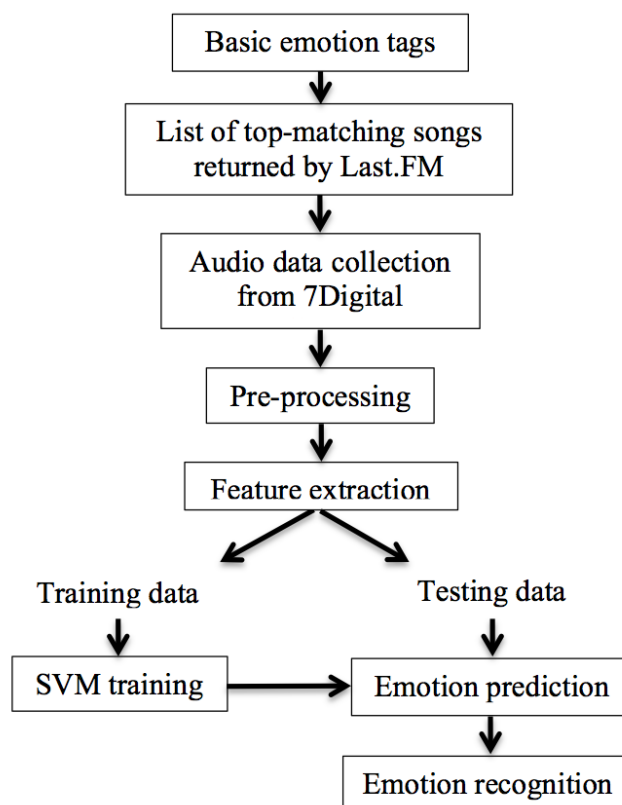 Basic emotion tags
List of top-matching songs
returned by Last.FM
Audio data collection
from 7Digital
Pre-processing
Feature extraction
Training data
Testing data
SVM training
Emotion prediction
Emotion recognition